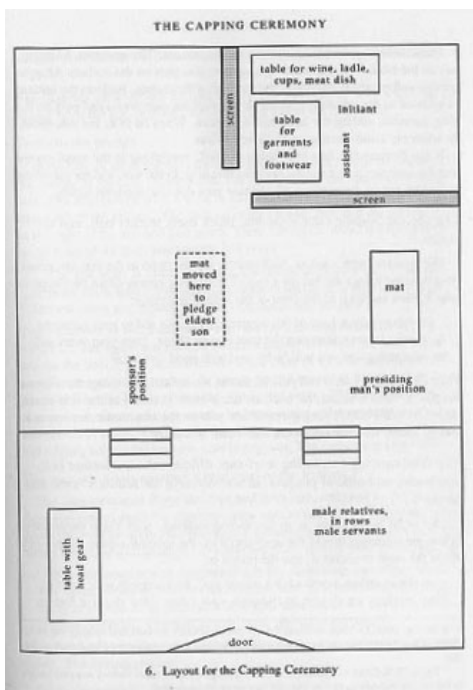 THE CAPPING CEREMONY
screen
table for wine, ladle,
cups, meat dish
table
for
garments
and
footwear
initiant
assistant
screen
mat
moved
here
to
pledge
eldest
son
mat
sponsor's
position
presiding
man's position
male relatives,
in rows
male servants
table with
head gear
door
6. Layout for the Capping Ceremony